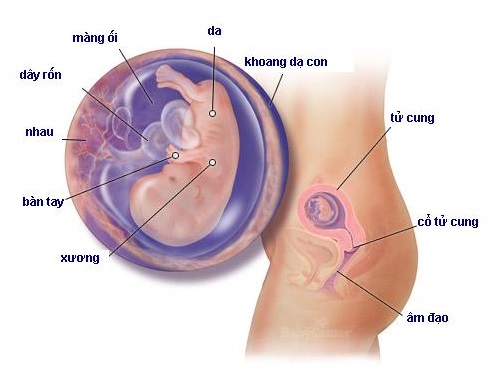 da
màng ối
khoang dạ con
dây rốn
nhau
tử cung
bàn tay
cổ tử cung
xương
âm đạo